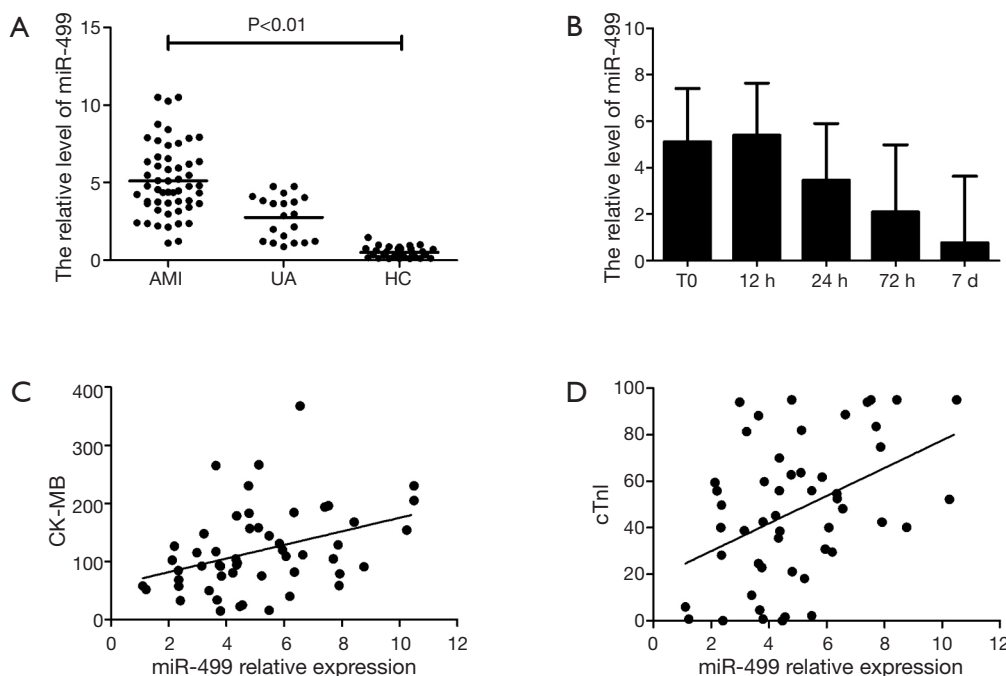 A
P<0.01
The relative level of miR-499
15
10
5
0
AMI UA HC
B
The relative level of miR-499
10
8
6
4
2
0
T0 12 h 24 h 72 h 7 d
C
CK-MB
400
300
200
100
0
0 2 4 6 8 10 12
miR-499 relative expression
D
cTnI
100
80
60
40
20
0
0 2 4 6 8 10 12
miR-499 relative expression